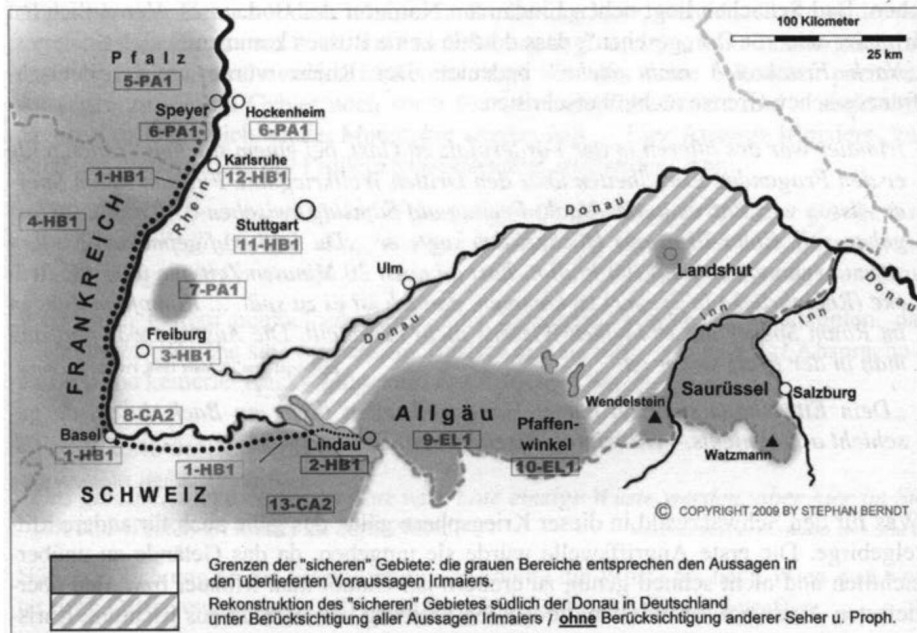 100 Kilometer
25 km
Pfalz
5-PA1
Speyer
Hockenheim
6-PA1
6-PA1
Karlsruhe
1-HB1
12-HB1
Rhein
4-HB1
Stuttgart
11-HB1
FRANKREICH
Donau
Donau
Ulm
Landshut
7-PA1
Donau
Donau
Inn
Inn
Freiburg
3-HB1
Saurüssel
Salzburg
8-CA2
Allgäu
Wendelstein
Basel
Lindau
9-EL1
Pfaffen-
winkel
1-HB1
1-HB1
2-HB1
10-EL1
Watzmann
SCHWEIZ
13-CA2
© COPYRIGHT 2009 BY STEPHAN BERNDT
Grenzen der "sicheren" Gebiete: die grauen Bereiche entsprechen den Aussagen in
den überlieferten Voraussagen Irlmaiers.
Rekonstruktion des "sicheren" Gebietes südlich der Donau in Deutschland
unter Berücksichtigung aller Aussagen Irlmaiers / ohne Berücksichtigung anderer Seher u. Proph.